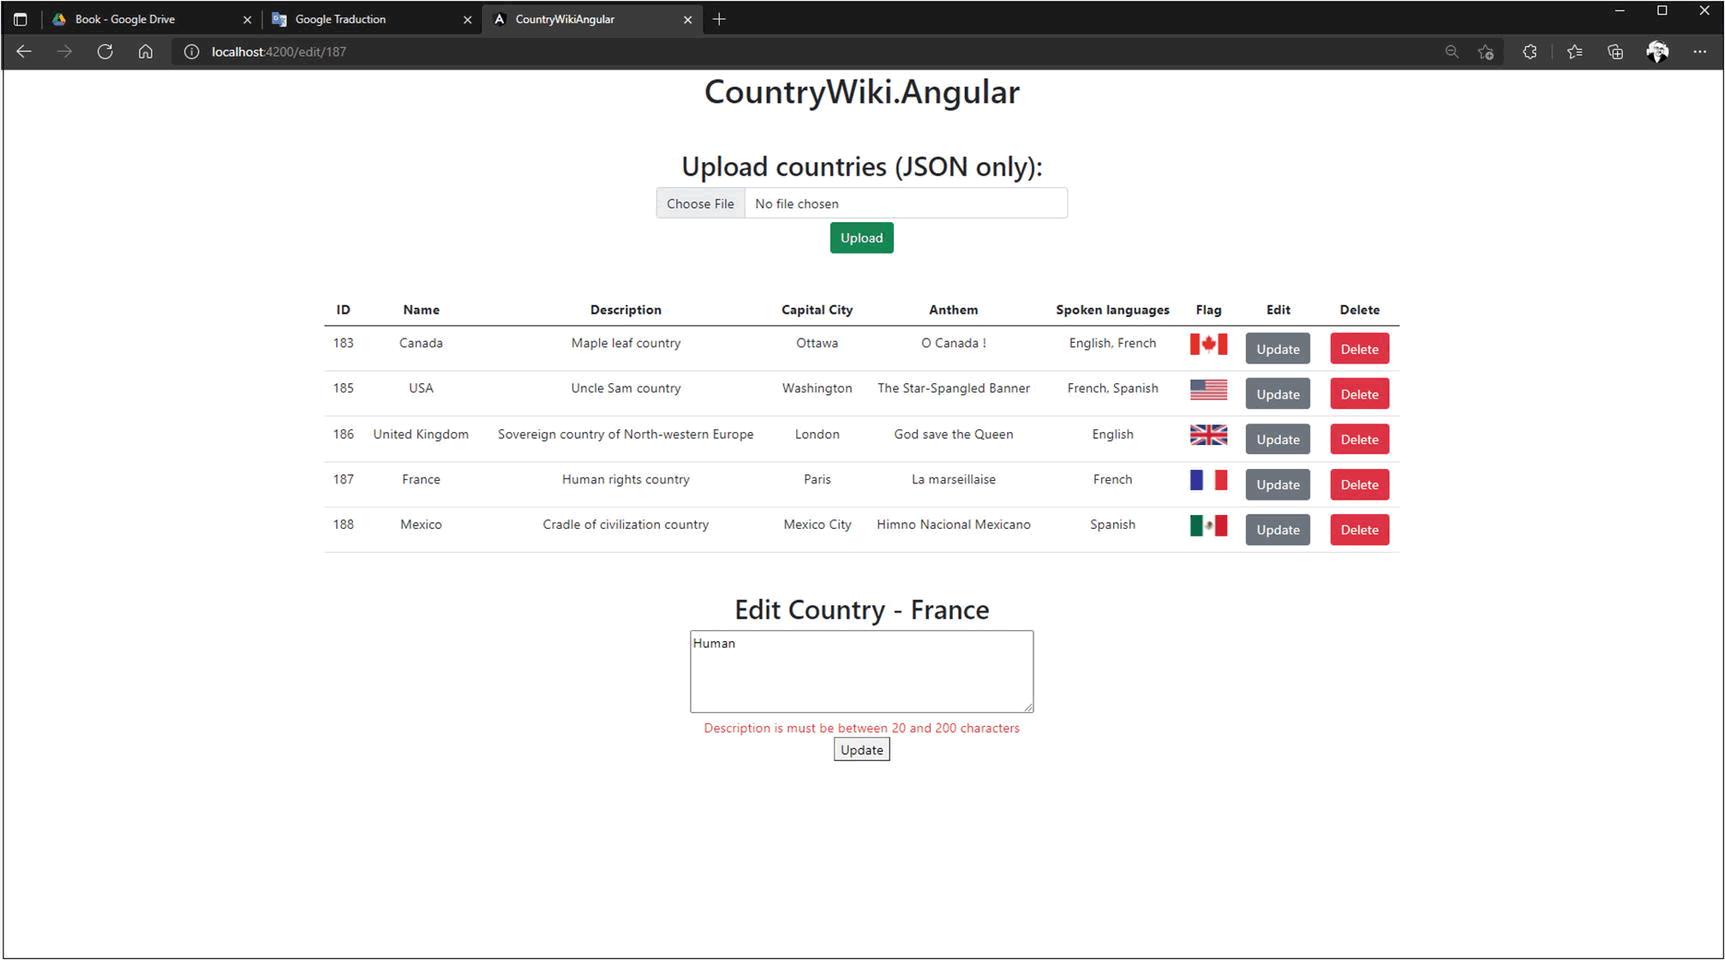 Book - Google Drive
Google Traduction
CountryWikiAngular
localhost:4200/edit/187
CountryWiki.Angular
Upload countries (JSON only):
Choose File No file chosen
Upload
ID Name Description Capital City Anthem Spoken languages Flag Edit Delete
183 Canada Maple leaf country Ottawa O Canada ! English, French Update Delete
185 USA Uncle Sam country Washington The Star-Spangled Banner French, Spanish Update Delete
186 United Kingdom Sovereign country of North-western Europe London God save the Queen English Update Delete
187 France Human rights country Paris La marseillaise French Update Delete
188 Mexico Cradle of civilization country Mexico City Himno Nacional Mexicano Spanish Update Delete
Edit Country - France
Human
Description is must be between 20 and 200 characters
Update